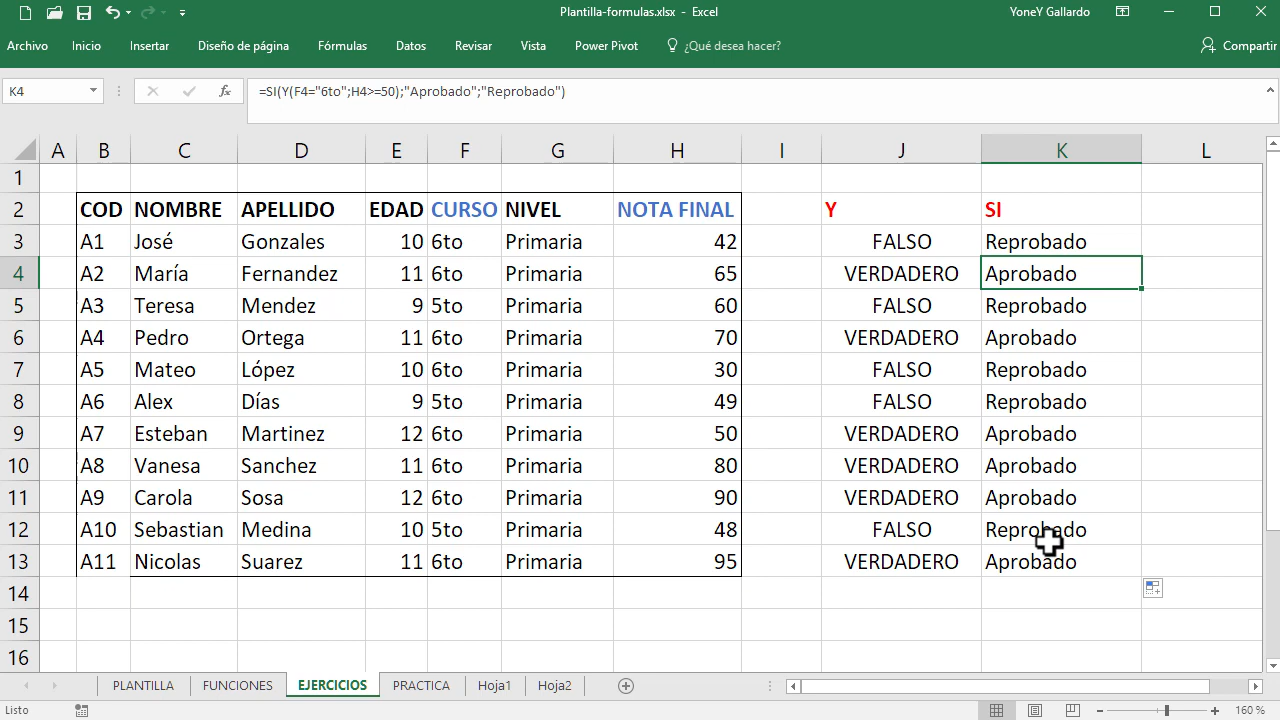 Plantilla-formulas.xlsx - Excel
YoneY Gallardo
Archivo Inicio Insertar Diseño de página Fórmulas Datos Revisar Vista Power Pivot ¿Qué desea hacer? Compartir
K4 fx =SI(Y(F4="6to";H4>=50);"Aprobado";"Reprobado")
A B C D E F G H I J K L
1
2 COD NOMBRE APELLIDO EDAD CURSO NIVEL NOTA FINAL Y SI
3 A1 José Gonzales 10 6to Primaria 42 FALSO Reprobado
4 A2 María Fernandez 11 6to Primaria 65 VERDADERO Aprobado
5 A3 Teresa Mendez 9 5to Primaria 60 FALSO Reprobado
6 A4 Pedro Ortega 11 6to Primaria 70 VERDADERO Aprobado
7 A5 Mateo López 10 6to Primaria 30 FALSO Reprobado
8 A6 Alex Días 9 5to Primaria 49 FALSO Reprobado
9 A7 Esteban Martinez 12 6to Primaria 50 VERDADERO Aprobado
10 A8 Vanesa Sanchez 11 6to Primaria 80 VERDADERO Aprobado
11 A9 Carola Sosa 12 6to Primaria 90 VERDADERO Aprobado
12 A10 Sebastian Medina 10 5to Primaria 48 FALSO Reprobado
13 A11 Nicolas Suarez 11 6to Primaria 95 VERDADERO Aprobado
14
15
16
PLANTILLA FUNCIONES EJERCICIOS PRACTICA Hoja1 Hoja2
Listo 160 %